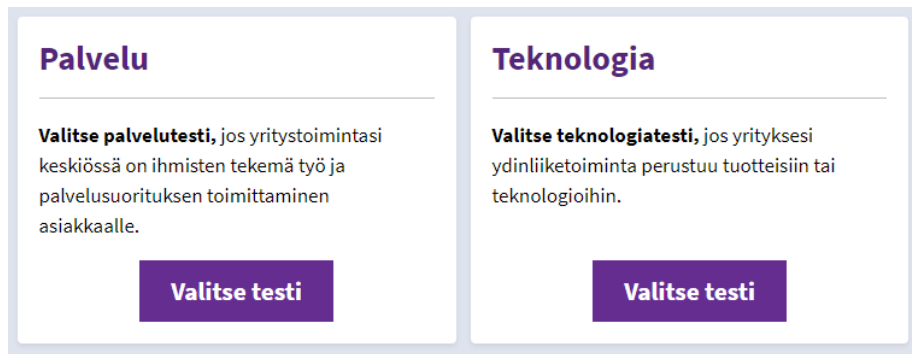 Palvelu
Valitse palvelutesti, jos yritystoimintasi
keskiössä on ihmisten tekemä työ ja
palvelusuorituksen toimittaminen
asiakkaalle.
Valitse testi
Teknologia
Valitse teknologiatesti, jos yrityksesi
ydinliiketoiminta perustuu tuotteisiin tai
teknologioihin.
Valitse testi